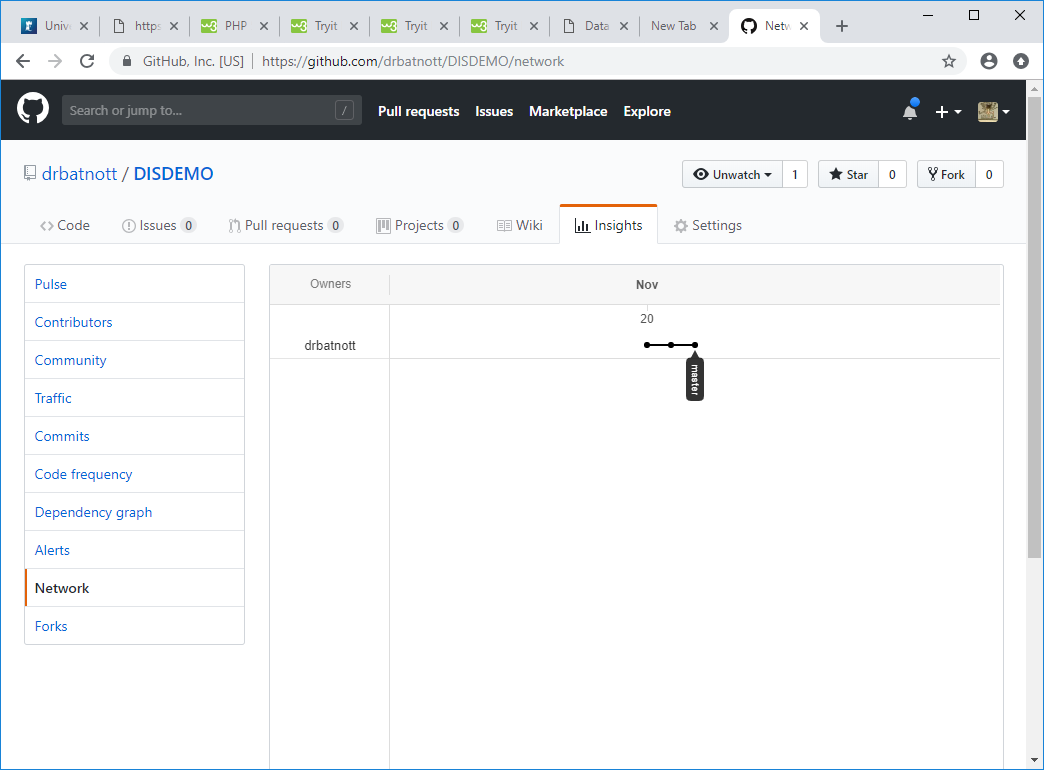 Univ https PHP Tryit Tryit Tryit Data New Tab Netw
GitHub, Inc. [US] https://github.com/drbatnott/DISDEMO/network
Search or jump to... / Pull requests Issues Marketplace Explore
drbatnott / DISDEMO Unwatch 1 Star 0 Fork 0
Code Issues 0 Pull requests 0 Projects 0 Wiki Insights Settings
Pulse
Contributors
Community
Traffic
Commits
Code frequency
Dependency graph
Alerts
Network
Forks
Owners Nov
20
drbatnott
master